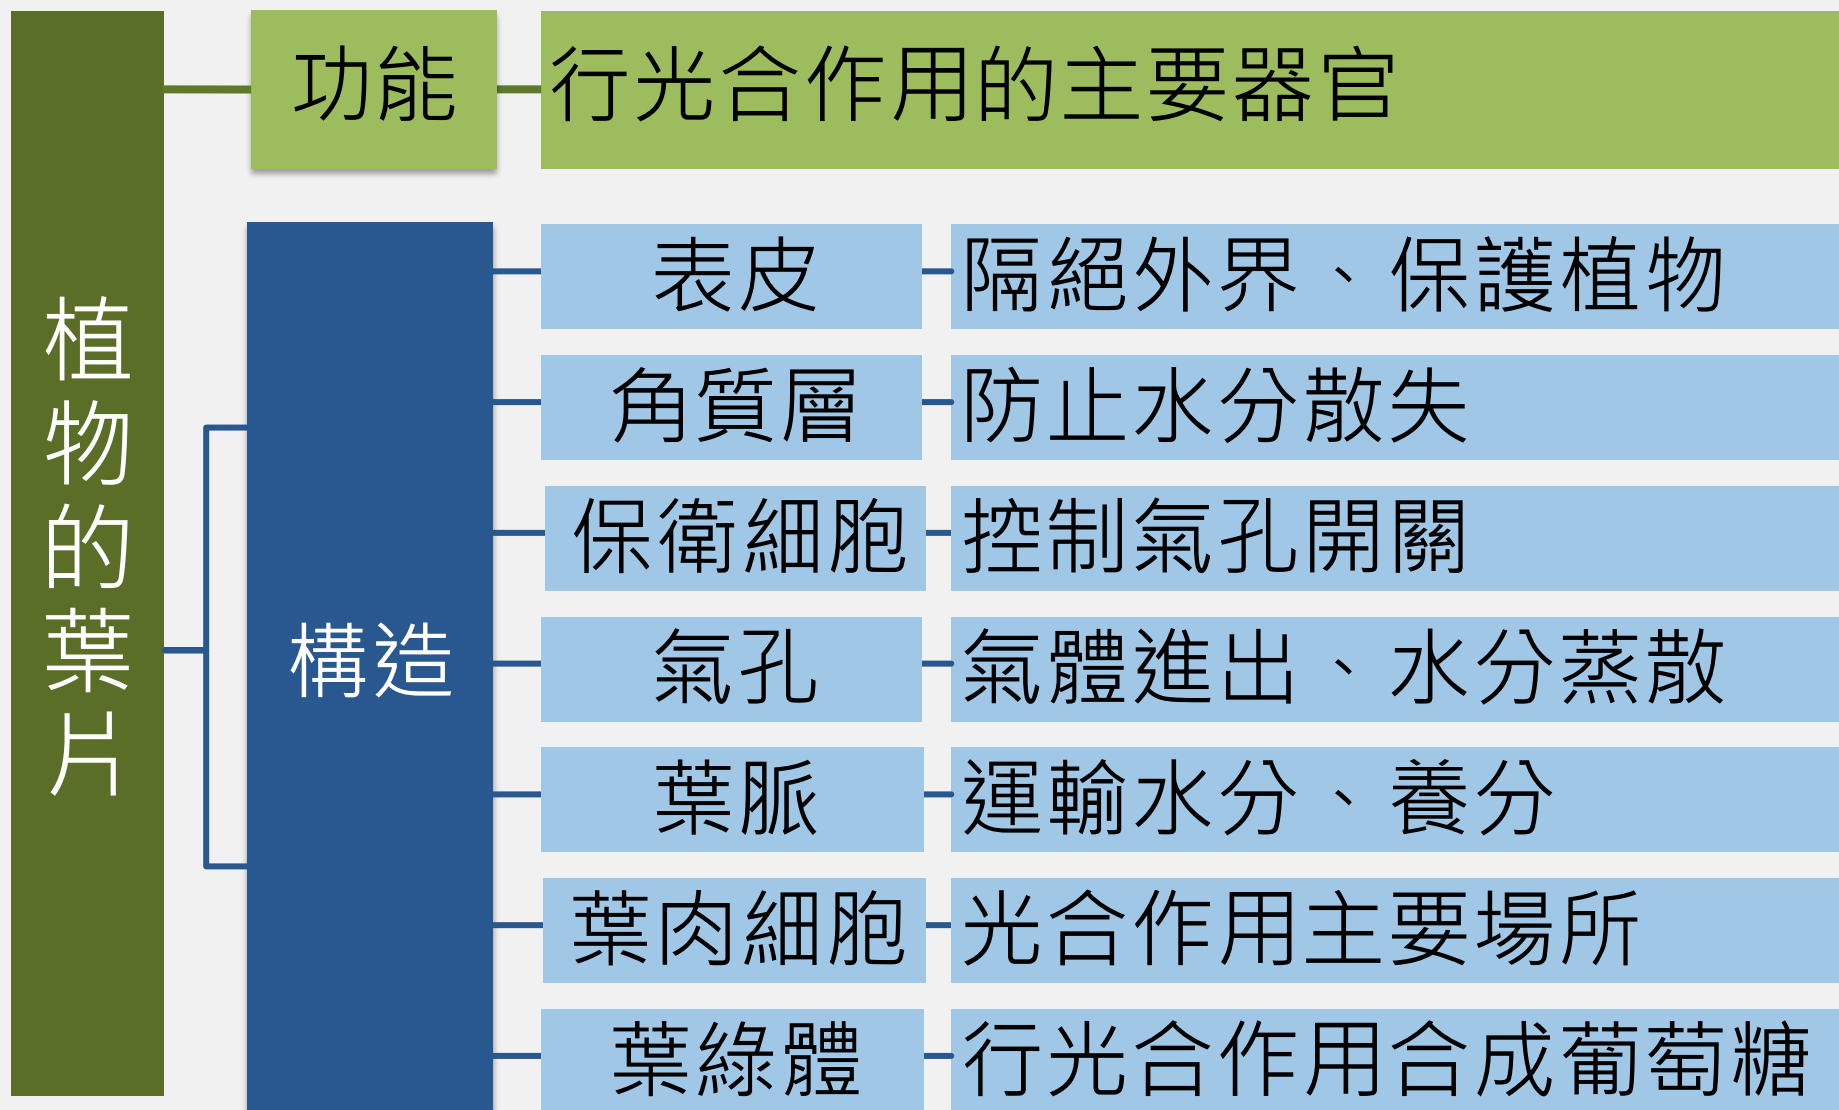 植物的葉片
功能
行光合作用的主要器官
構造
表皮
隔絕外界、保護植物
角質層
防止水分散失
保衛細胞
控制氣孔開關
氣孔
氣體進出、水分蒸散
葉脈
運輸水分、養分
葉肉細胞
光合作用主要場所
葉綠體
行光合作用合成葡萄糖